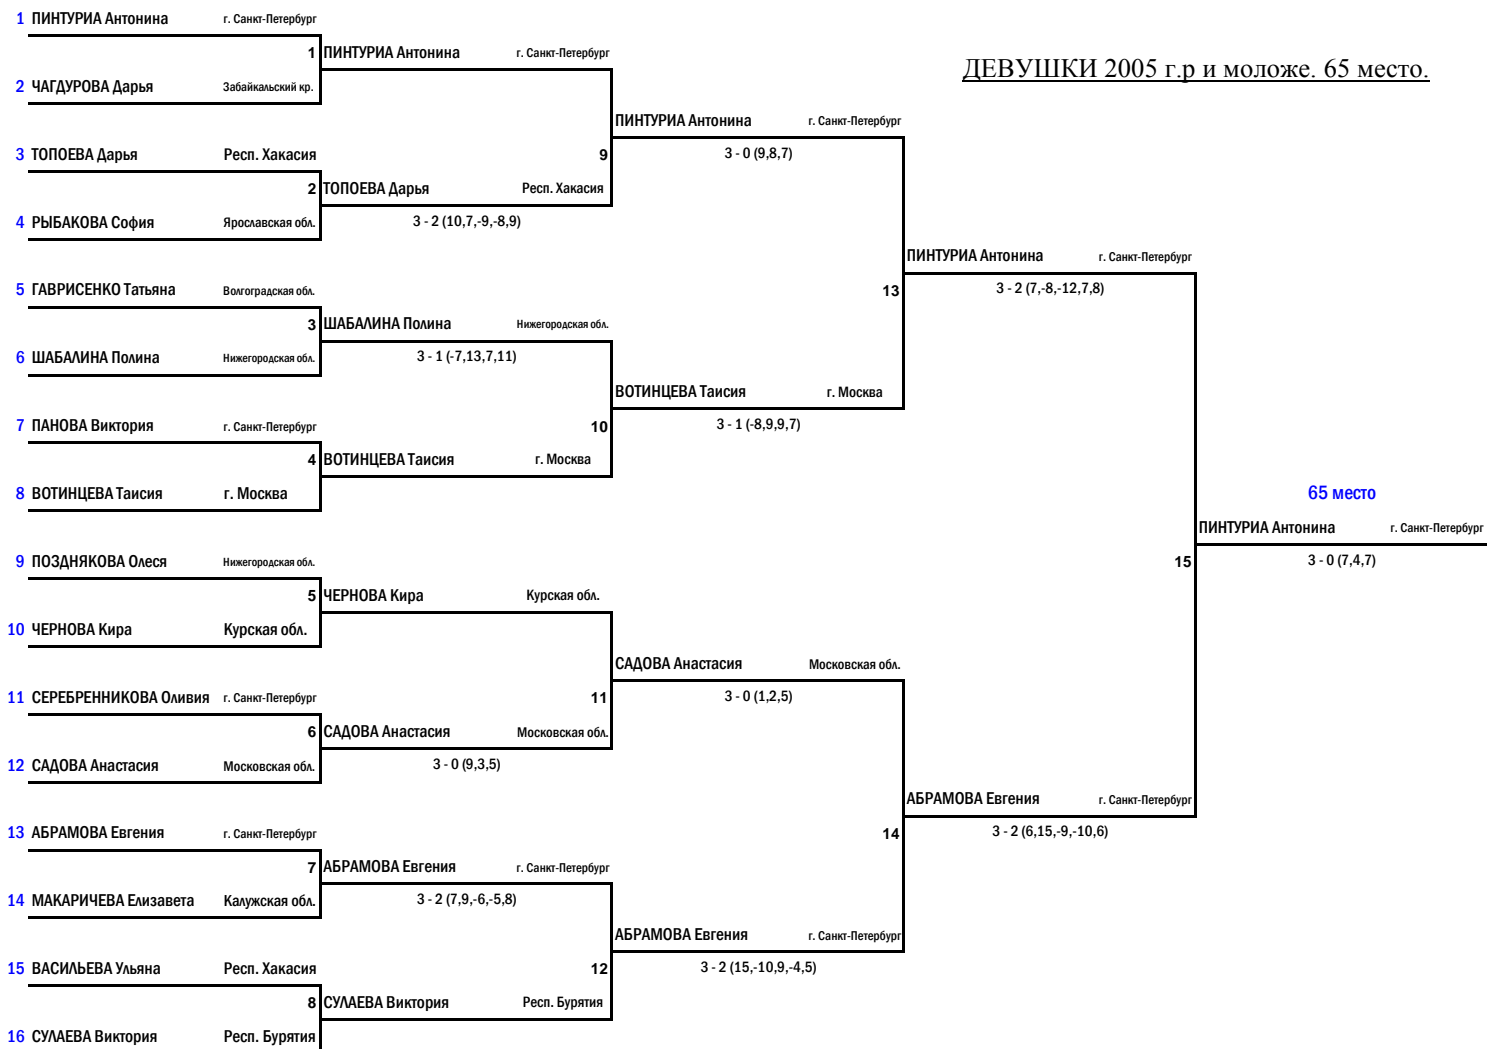 1 ПИНТУРИА Антонина г. Санкт-Петербург
1 ПИНТУРИА Антонина г. Санкт-Петербург
ДЕВУШКИ 2005 г.р и моложе. 65 место.
2 ЧАГДУРОВА Дарья Забайкальский кр.
ПИНТУРИА Антонина г. Санкт-Петербург
3 ТОПОЕВА Дарья Респ. Хакасия
9 3 - 0 (9,8,7)
2 ТОПОЕВА Дарья Респ. Хакасия
4 РЫБАКОВА София Ярославская обл.
3 - 2 (10,7,-9,-8,9)
ПИНТУРИА Антонина г. Санкт-Петербург
5 ГАВРИСЕНКО Татьяна Волгоградская обл.
13 3 - 2 (7,-8,-12,7,8)
3 ШАБАЛИНА Полина Нижегородская обл.
6 ШАБАЛИНА Полина Нижегородская обл.
3 - 1 (-7,13,7,11)
ВОТИНЦЕВА Таисия г. Москва
7 ПАНОВА Виктория г. Санкт-Петербург
10 3 - 1 (-8,9,9,7)
4 ВОТИНЦЕВА Таисия г. Москва
8 ВОТИНЦЕВА Таисия г. Москва
65 место
ПИНТУРИА Антонина г. Санкт-Петербург
9 ПОЗДНЯКОВА Олеся Нижегородская обл.
15 3 - 0 (7,4,7)
5 ЧЕРНОВА Кира Курская обл.
10 ЧЕРНОВА Кира Курская обл.
САДОВА Анастасия Московская обл.
11 СЕРЕБРЕННИКОВА Оливия г. Санкт-Петербург
11 3 - 0 (1,2,5)
6 САДОВА Анастасия Московская обл.
12 САДОВА Анастасия Московская обл.
3 - 0 (9,3,5)
АБРАМОВА Евгения г. Санкт-Петербург
13 АБРАМОВА Евгения г. Санкт-Петербург
14 3 - 2 (6,15,-9,-10,6)
7 АБРАМОВА Евгения г. Санкт-Петербург
14 МАКАРИЧЕВА Елизавета Калужская обл.
3 - 2 (7,9,-6,-5,8)
АБРАМОВА Евгения г. Санкт-Петербург
15 ВАСИЛЬЕВА Ульяна Респ. Хакасия
12 3 - 2 (15,-10,9,-4,5)
8 СУЛАЕВА Виктория Респ. Бурятия
16 СУЛАЕВА Виктория Респ. Бурятия